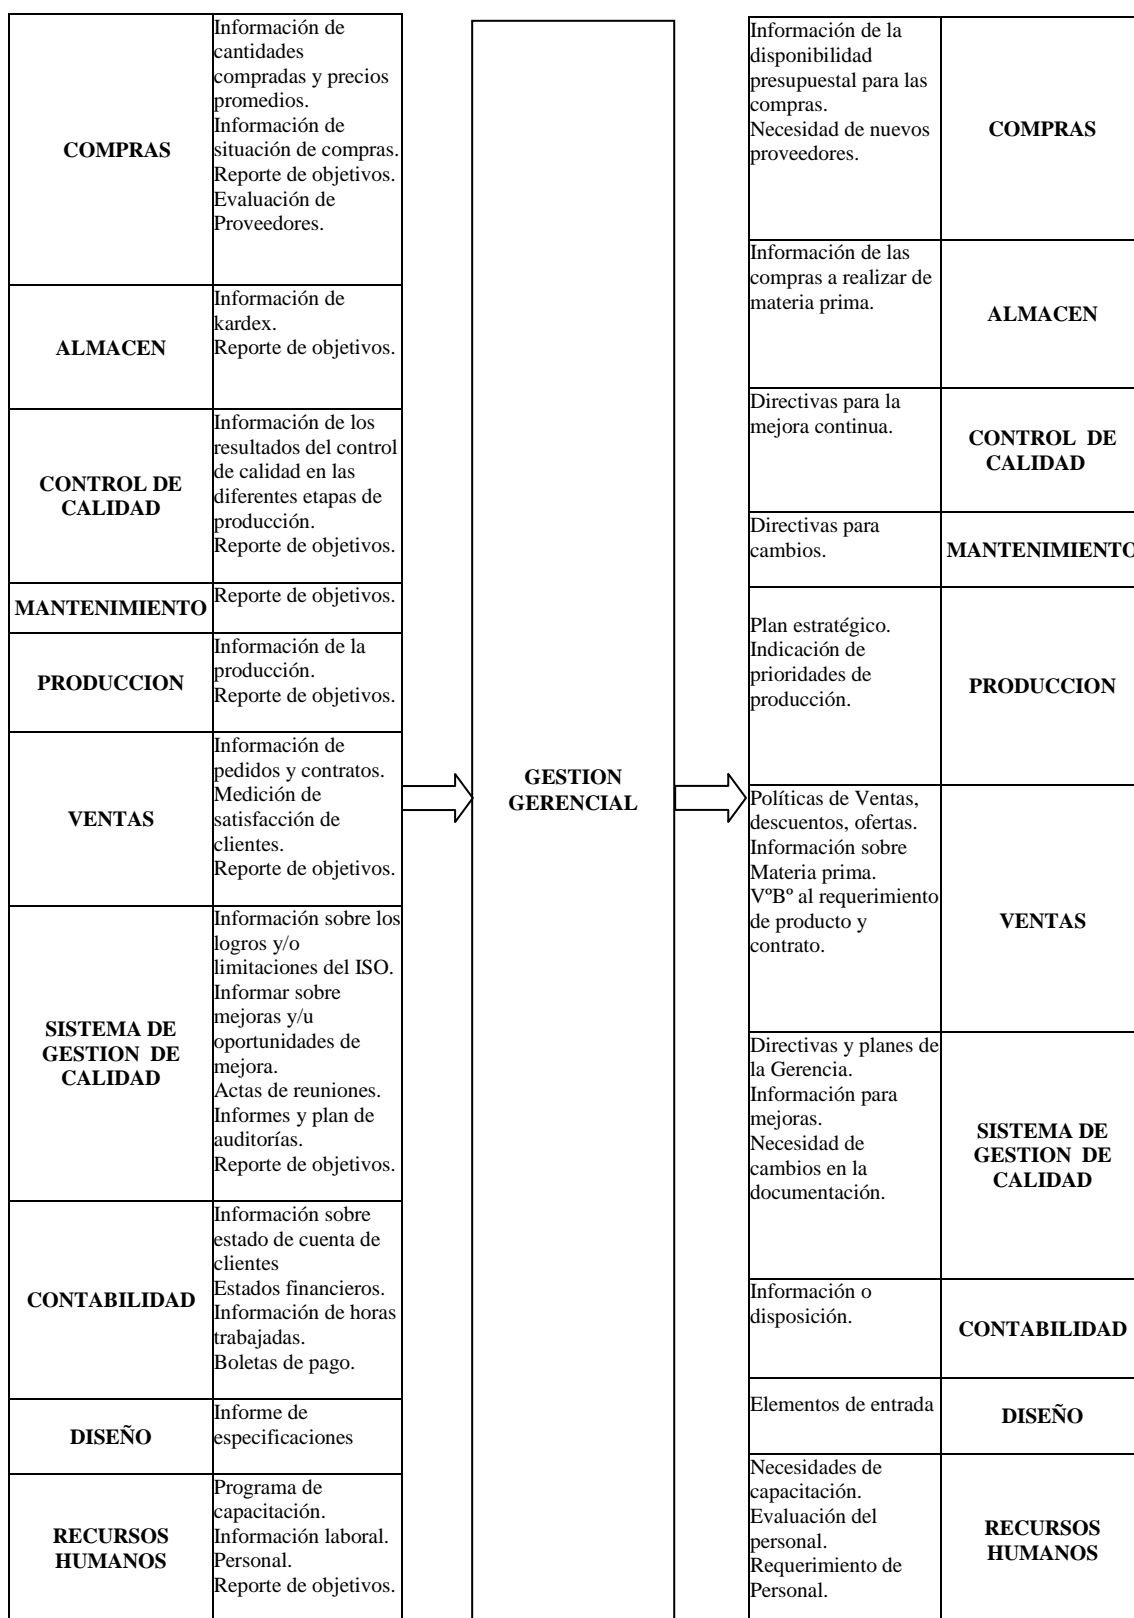 COMPRAS
Información de
cantidades
compradas y precios
promedios.
Información de
situación de compras.
Reporte de objetivos.
Evaluación de
Proveedores.
ALMACEN
Información de
kardex.
Reporte de objetivos.
CONTROL DE
CALIDAD
Información de los
resultados del control
de calidad en las
diferentes etapas de
producción.
Reporte de objetivos.
MANTENIMIENTO
Reporte de objetivos.
PRODUCCION
Información de la
producción.
Reporte de objetivos.
VENTAS
Información de
pedidos y contratos.
Medición de
satisfacción de
clientes.
Reporte de objetivos.
SISTEMA DE
GESTION DE
CALIDAD
Información sobre los
logros y/o
limitaciones del ISO.
Informar sobre
mejoras y/u
oportunidades de
mejora.
Actas de reuniones.
Informes y plan de
auditorías.
Reporte de objetivos.
CONTABILIDAD
Información sobre
estado de cuenta de
clientes
Estados financieros.
Información de horas
trabajadas.
Boletas de pago.
DISEÑO
Informe de
especificaciones
RECURSOS
HUMANOS
Programa de
capacitación.
Información laboral.
Personal.
Reporte de objetivos.
GESTION
GERENCIAL
Información de la
disponibilidad
presupuestal para las
compras.
Necesidad de nuevos
proveedores.
COMPRAS
Información de las
compras a realizar de
materia prima.
ALMACEN
Directivas para la
mejora continua.
CONTROL DE
CALIDAD
Directivas para
cambios.
MANTENIMIENTO
Plan estratégico.
Indicación de
prioridades de
producción.
PRODUCCION
Políticas de Ventas,
descuentos, ofertas.
Información sobre
Materia prima.
VºBº al requerimiento
de producto y
contrato.
VENTAS
Directivas y planes de
la Gerencia.
Información para
mejoras.
Necesidad de
cambios en la
documentación.
SISTEMA DE
GESTION DE
CALIDAD
Información o
disposición.
CONTABILIDAD
Elementos de entrada
DISEÑO
Necesidades de
capacitación.
Evaluación del
personal.
Requerimiento de
Personal.
RECURSOS
HUMANOS